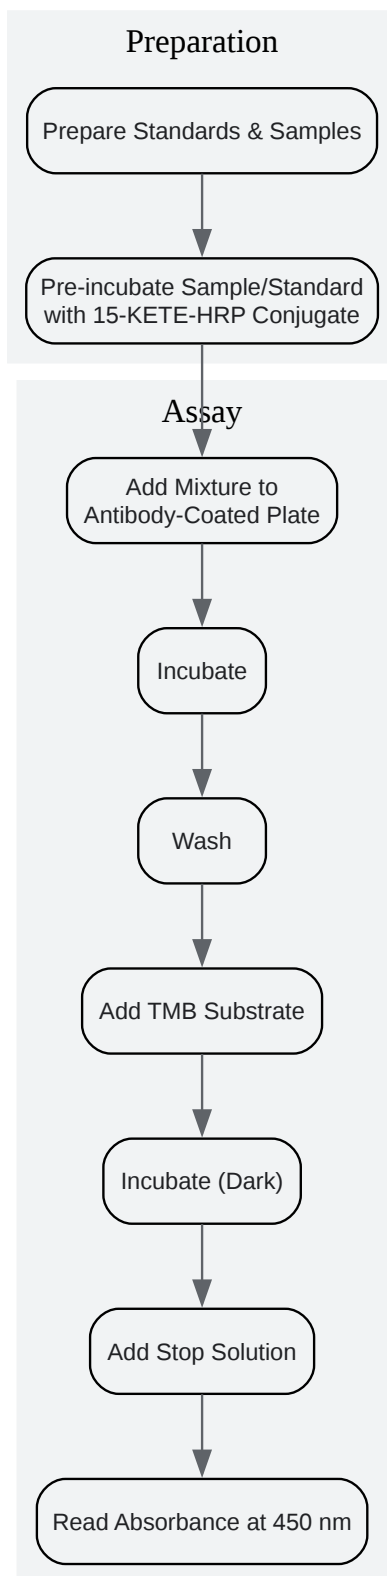 Preparation
Prepare Standards & Samples
Pre-incubate Sample/Standard
with 15-KETE-HRP Conjugate
Assay
Add Mixture to
Antibody-Coated Plate
Incubate
Wash
Add TMB Substrate
Incubate (Dark)
Add Stop Solution
Read Absorbance at 450 nm